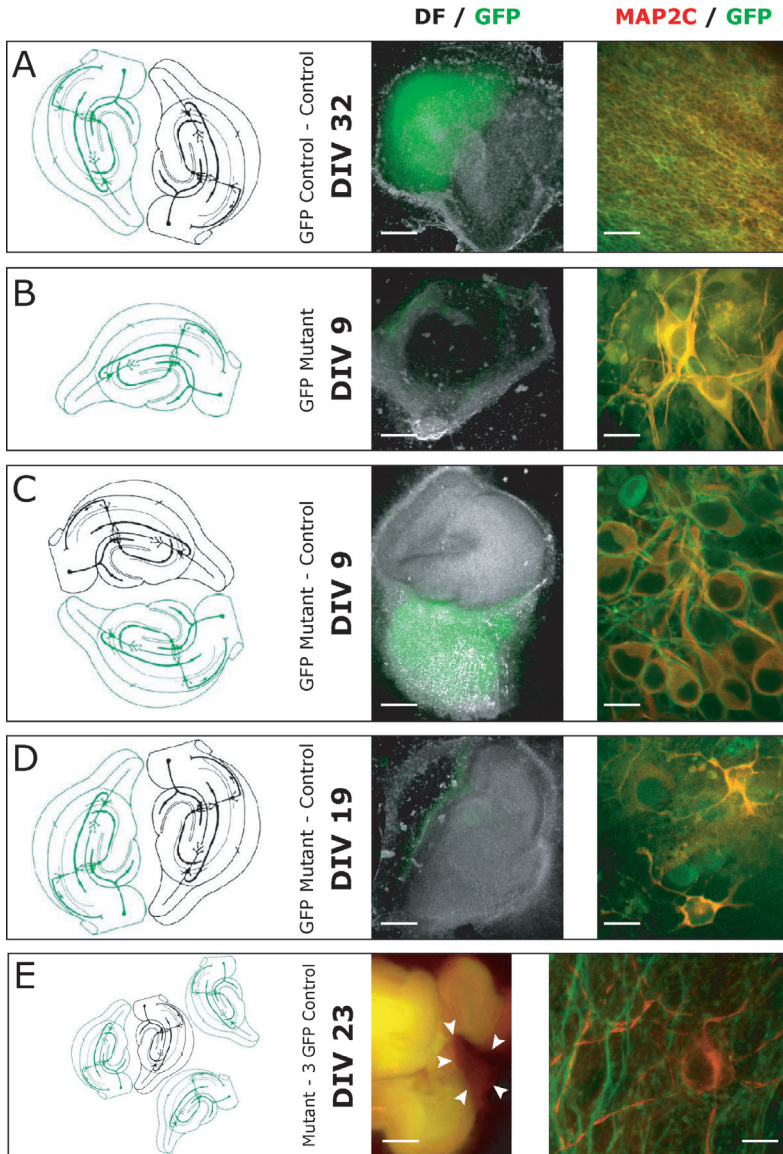 DF / GFP
MAP2C / GFP
A
GFP Control - Control
DIV 32
B
GFP Mutant
DIV 9
C
GFP Mutant - Control
DIV 9
D
GFP Mutant - Control
DIV 19
E
Mutant - 3 GFP Control
DIV 23